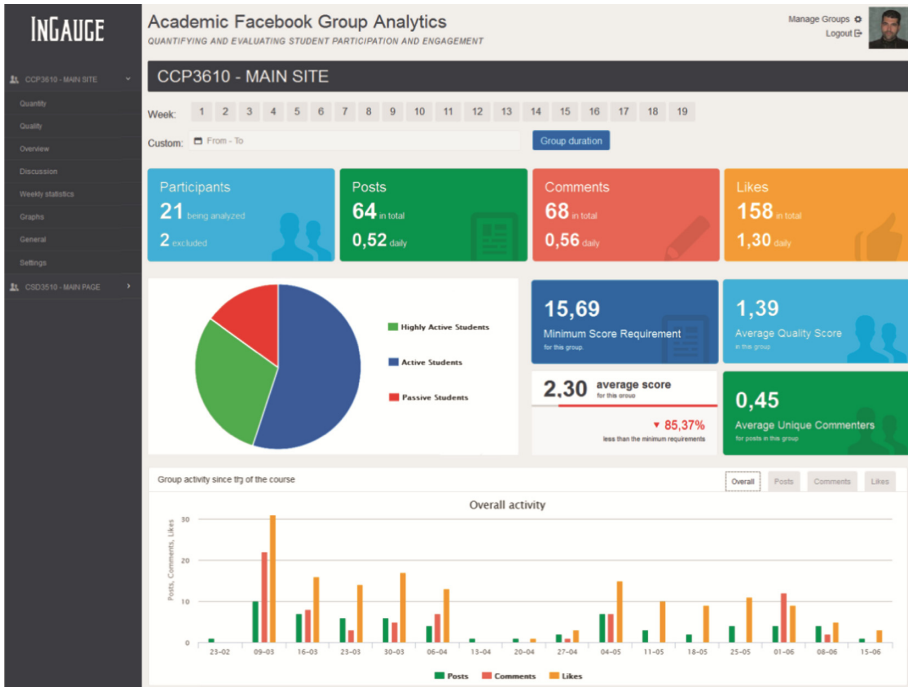 INGAUGE
Academic Facebook Group Analytics
QUANTIFYING AND EVALUATING STUDENT PARTICIPATION AND ENGAGEMENT
Manage Groups
Logout
CCP3610 - MAIN SITE
Quantity
Quality
Overview
Discussion
Weekly statistics
Graphs
General
Settings
CSD3510 - MAIN PAGE
CCP3610 - MAIN SITE
Week: 1 2 3 4 5 6 7 8 9 10 11 12 13 14 15 16 17 18 19
Custom: From - To Group duration
Participants
21 being analyzed
2 excluded
Posts
64 in total
0,52 daily
Comments
68 in total
0,56 daily
Likes
158 in total
1,30 daily
Highly Active Students
Active Students
Passive Students
15,69
Minimum Score Requirement
for this group.
1,39
Average Quality Score
in this group
2,30 average score
for this group
85,37%
less than the minimum requirements
0,45
Average Unique Commenters
for posts in this group
Group activity since of the course
Overall Posts Comments Likes
Overall activity
Posts, Comments, Likes
30
20
10
0
23-02 09-03 16-03 23-03 30-03 06-04 13-04 20-04 27-04 04-05 11-05 18-05 25-05 01-06 08-06 15-06
Posts Comments Likes